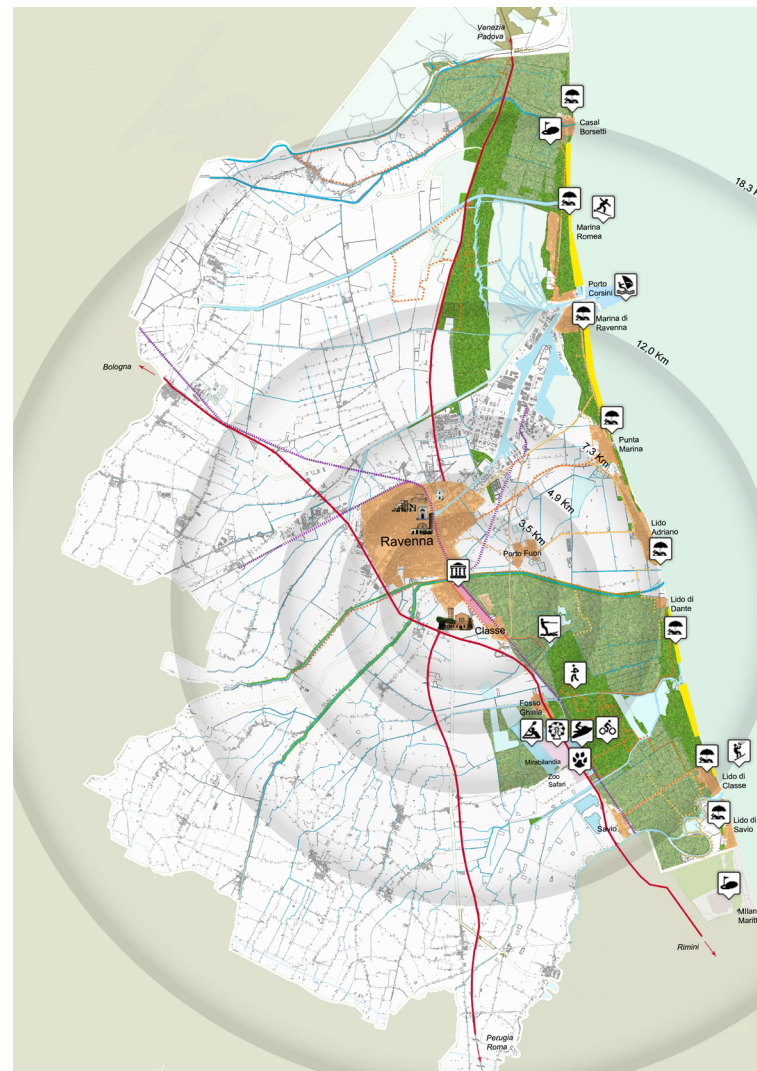 Venezia
Padova
Casal
Borsetti
18,3 K
Marina
Romea
Porto
Corsini
Marina di
Ravenna
12,0 Km
Bologna
Punta
Marina
7,3 Km
4,9 Km
3,5 Km
Lido
Adriano
Ravenna
Porto Fuori
Lido di
Dante
Classe
Fosso
Ghiaia
Mirabilandia
Zoo
Safari
Lido di
Classe
Savio
Lido di
Savio
Milan
Marit
Rimini
Perugia
Roma